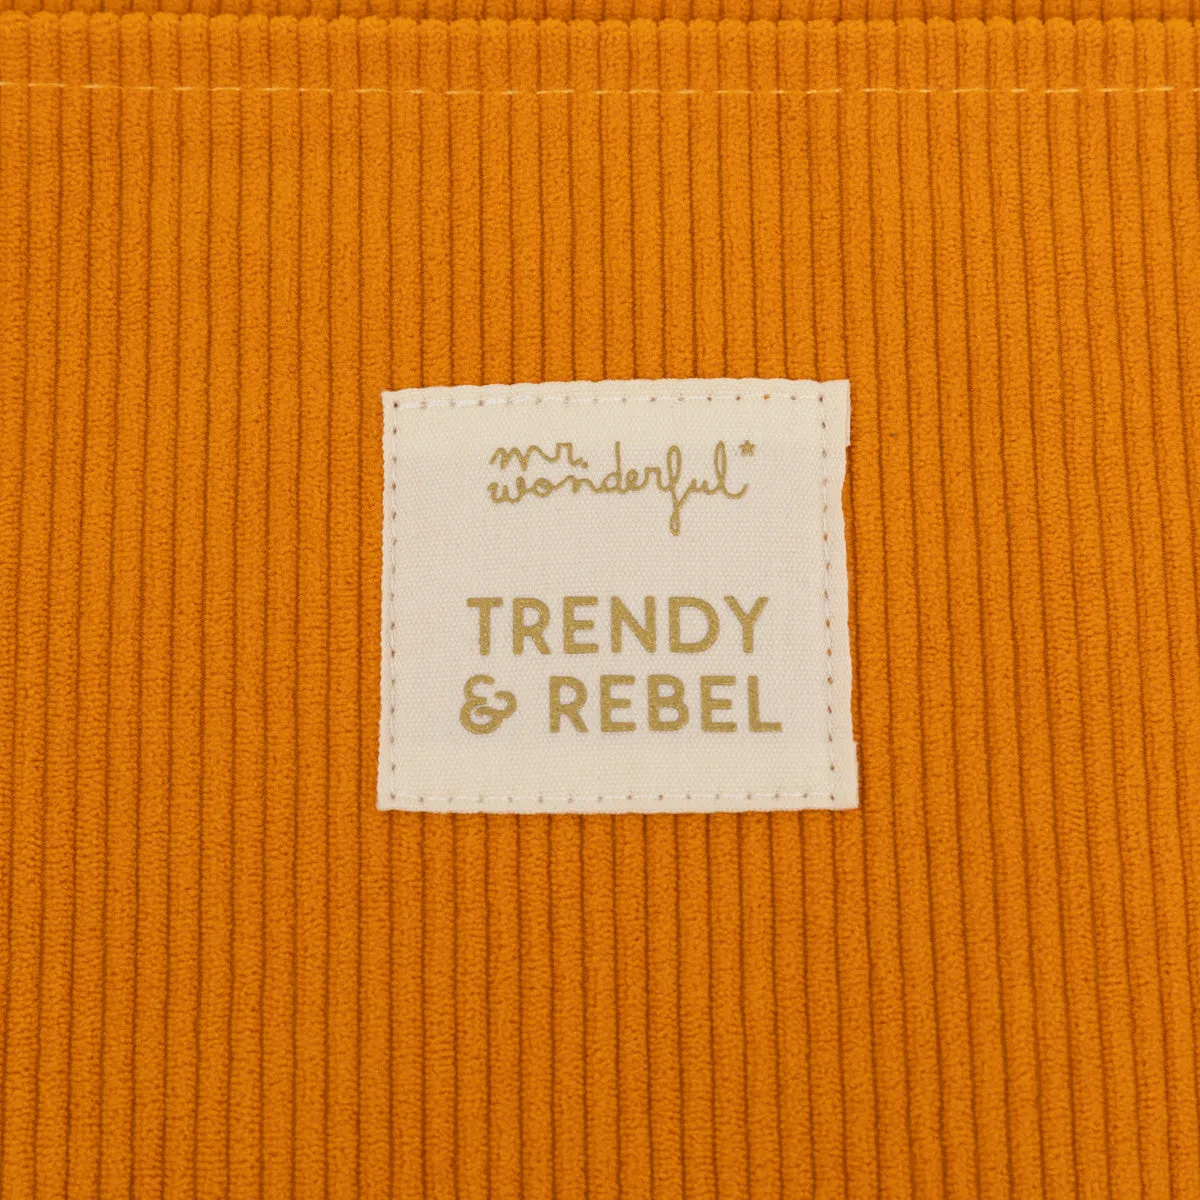 mr.
wonderful*
TRENDY
& REBEL